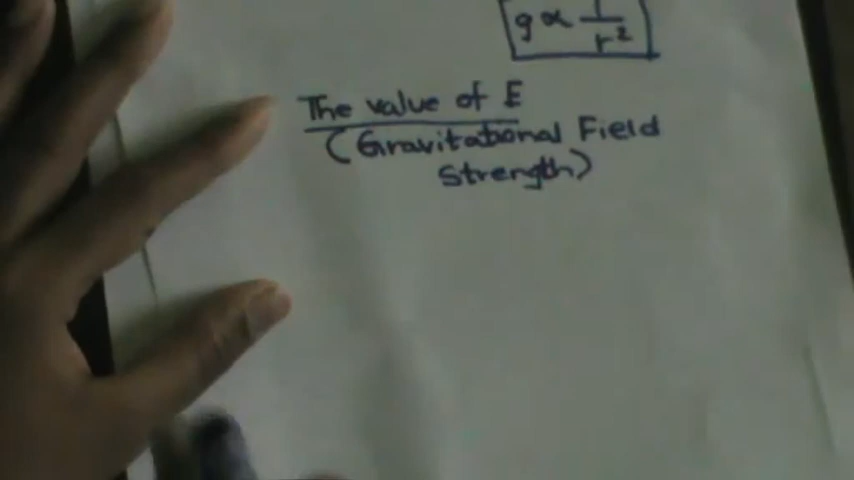 g ∝ 1/r²
The value of E
(Gravitational Field
Strength)